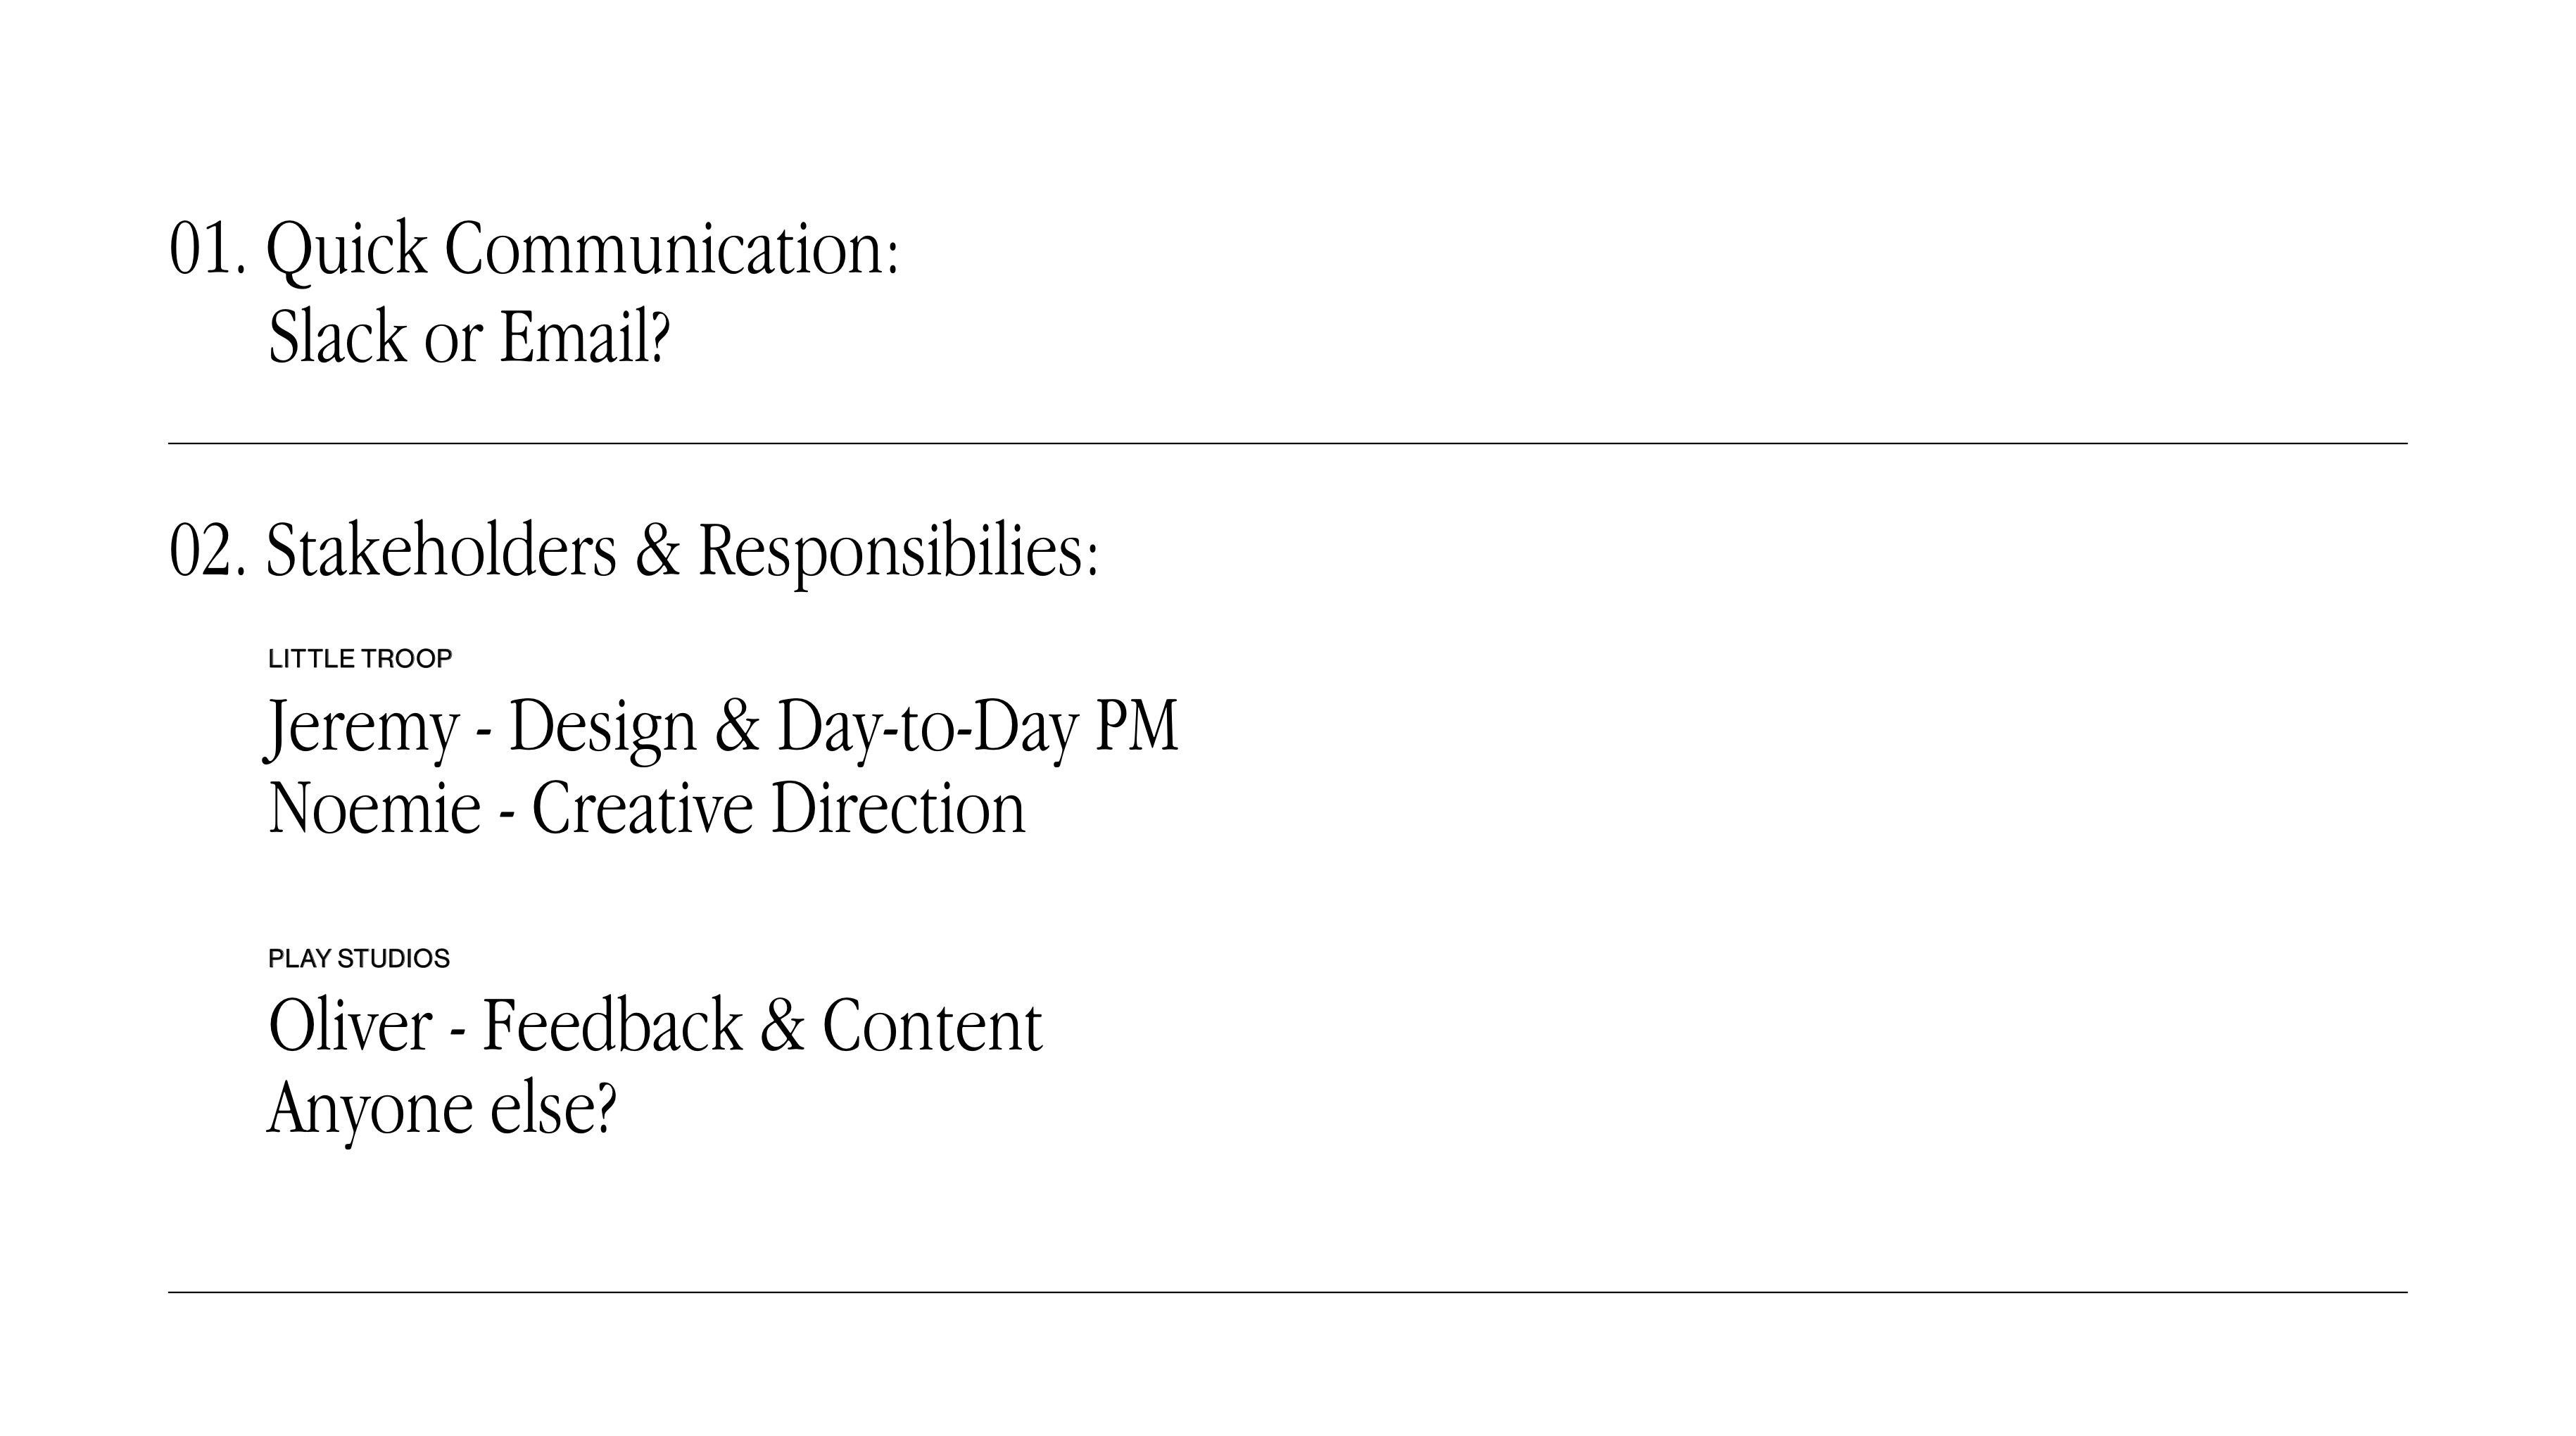 01. Quick Communication:
Slack or Email?
02. Stakeholders & Responsibilies:
LITTLE TROOP
Jeremy - Design & Day-to-Day PM
Noemie - Creative Direction
PLAY STUDIOS
Oliver - Feedback & Content
Anyone else?